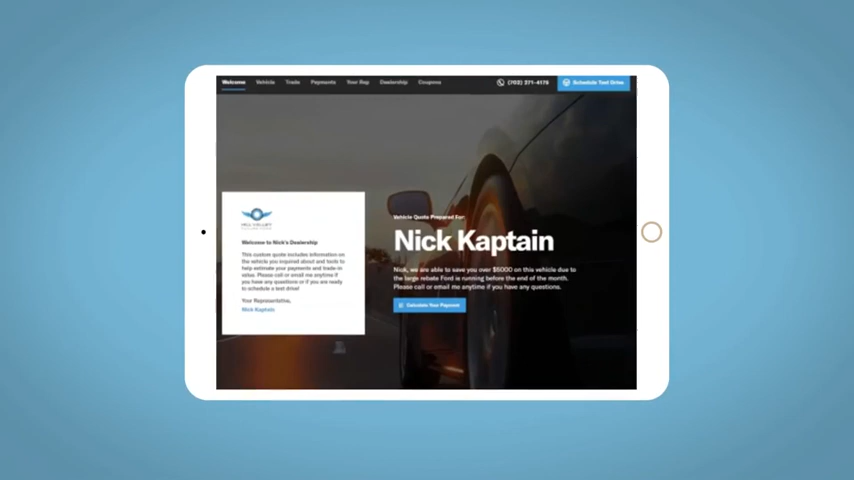 Welcome Vehicle Trade Payments Your Rep Dealership Coupons (702) 371-4175 Schedule Test Drive
Welcome to Nick's Dealership
This custom quote includes information on
the vehicle you inquired about and tools to
help estimate your payments and trade-in
value. Please call or email me anytime if
you have any questions or if you are ready
to schedule a test drive!
Your Representative,
Nick Kaptain
Vehicle Quote Prepared For:
Nick Kaptain
Nick, we are able to save you over $6000 on this vehicle due to
the large rebate Ford is running before the end of the month.
Please call or email me anytime if you have any questions.
Calculate Your Payment